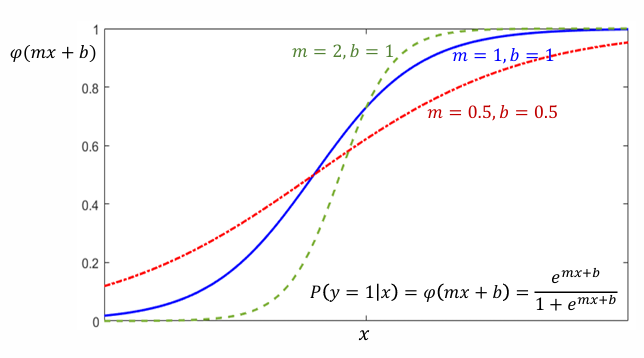 1
φ(mx + b)
m = 2, b = 1
m = 1, b = 1
0.8
m = 0.5, b = 0.5
0.6
0.4
0.2
P(y = 1|x) = φ(mx + b) = e^{mx+b} / 1 + e^{mx+b}
0
x